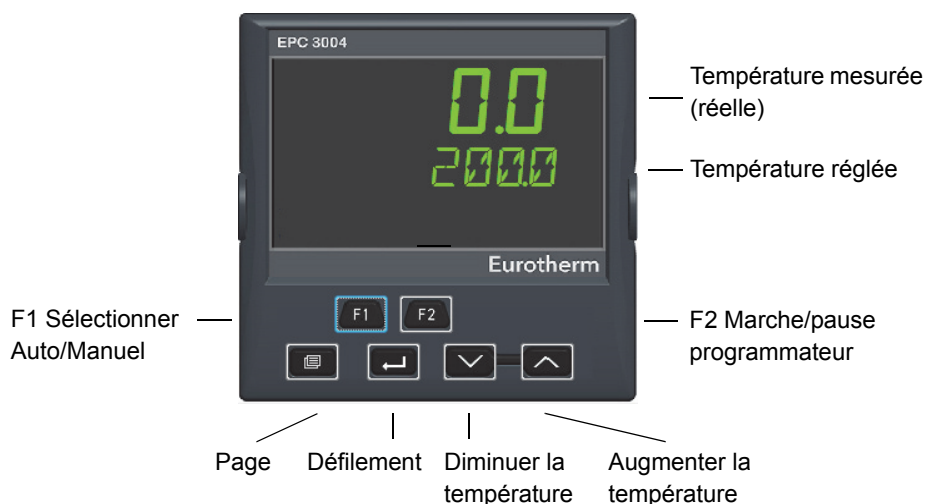 EPC 3004
0.0
Température mesurée
(réelle)
200.0
Température réglée
Eurotherm
F1 Sélectionner
Auto/Manuel
F1
F2
F2 Marche/pause
programmateur
Page
Défilement
Diminuer la
température
Augmenter la
température